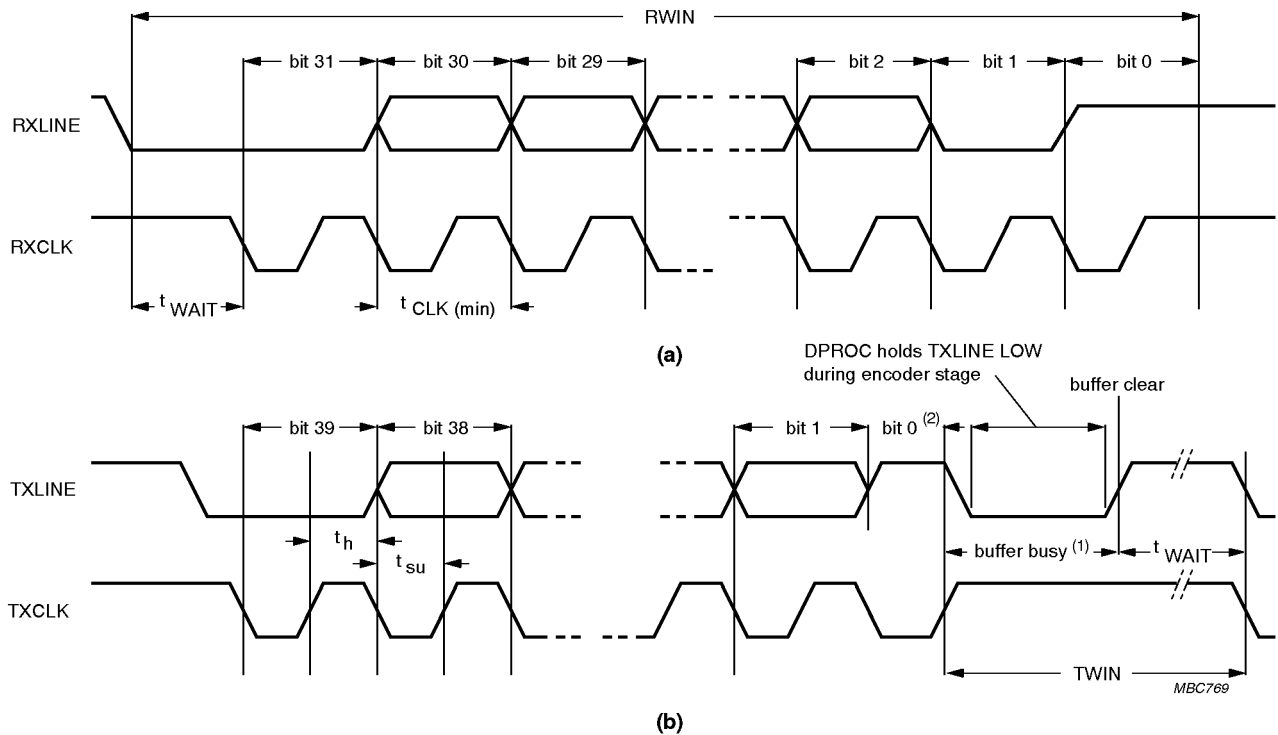 RWIN
bit 31 bit 30 bit 29 bit 2 bit 1 bit 0
RXLINE
RXCLK
t WAIT t CLK (min)
(a)
DPROC holds TXLINE LOW
during encoder stage
buffer clear
bit 39 bit 38 bit 1 bit 0 (2)
TXLINE
t h
t su
buffer busy (1) t WAIT
TXCLK
TWIN
MBC769
(b)